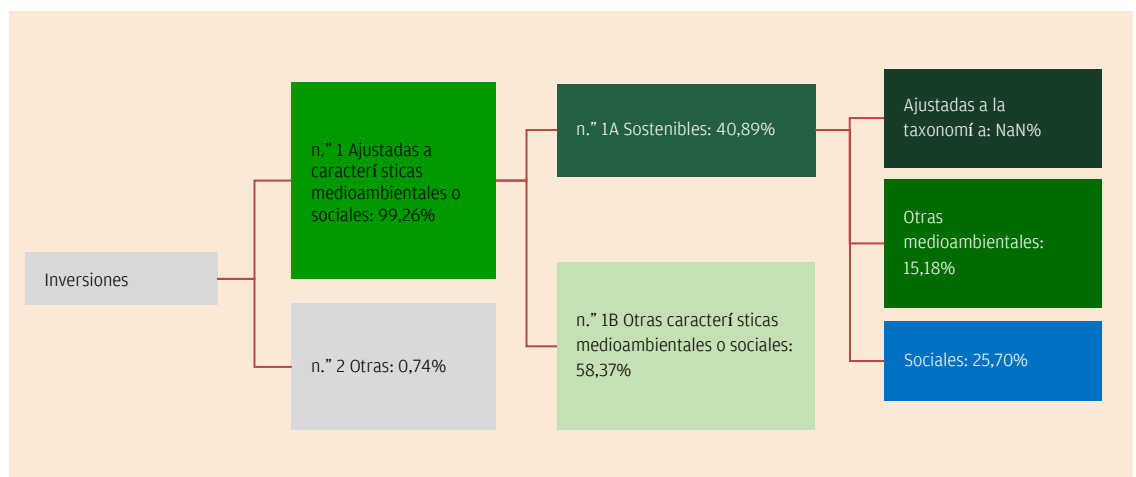 Inversiones
n.” 1 Ajustadas a
caracterí sticas
medioambientales o
sociales: 99,26%
n.” 2 Otras: 0,74%
n.” 1A Sostenibles: 40,89%
n.” 1B Otras caracterí sticas
medioambientales o sociales:
58,37%
Ajustadas a la
taxonomí a: NaN%
Otras
medioambientales:
15,18%
Sociales: 25,70%